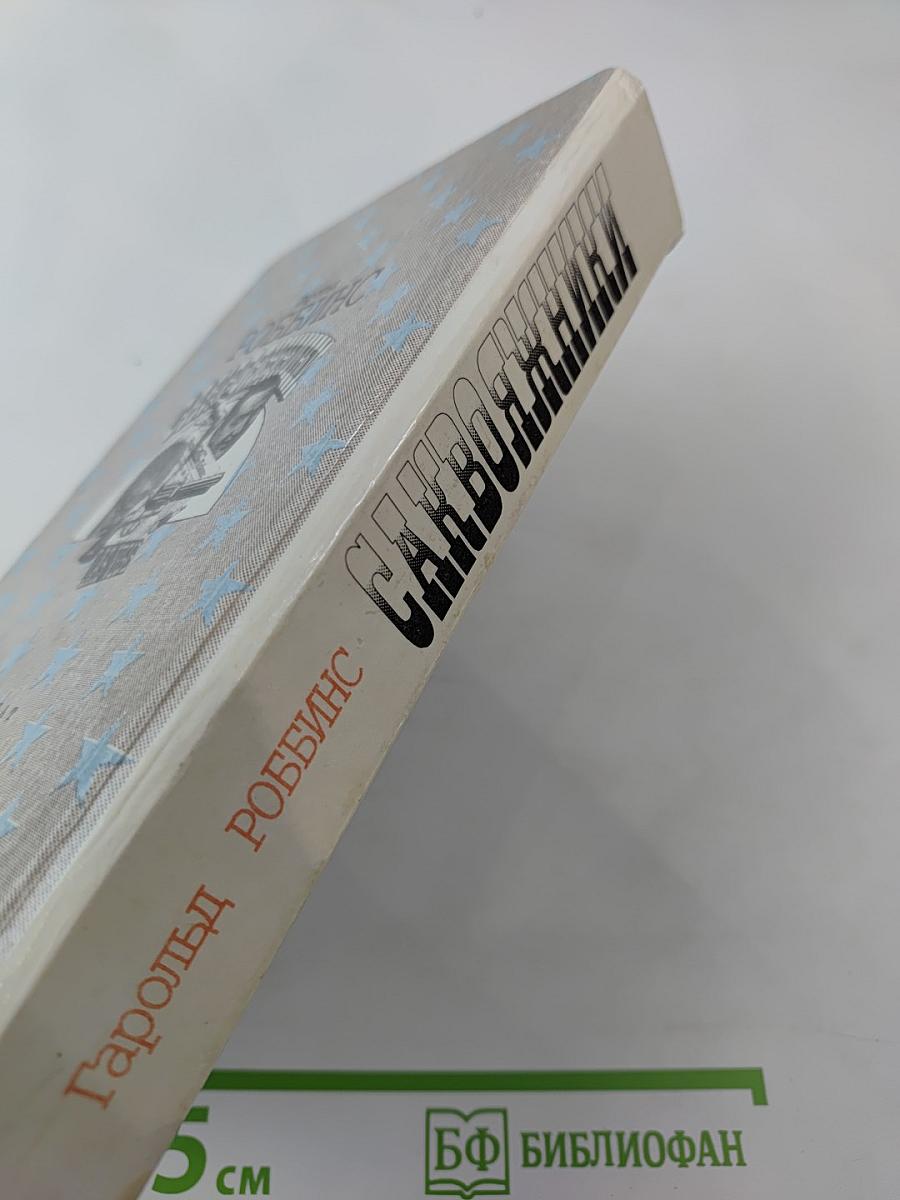 Гарольд РОББИНС САКВОЯЖНИКИ
РОББИНС
5 см
БФ БИБЛИОФАН